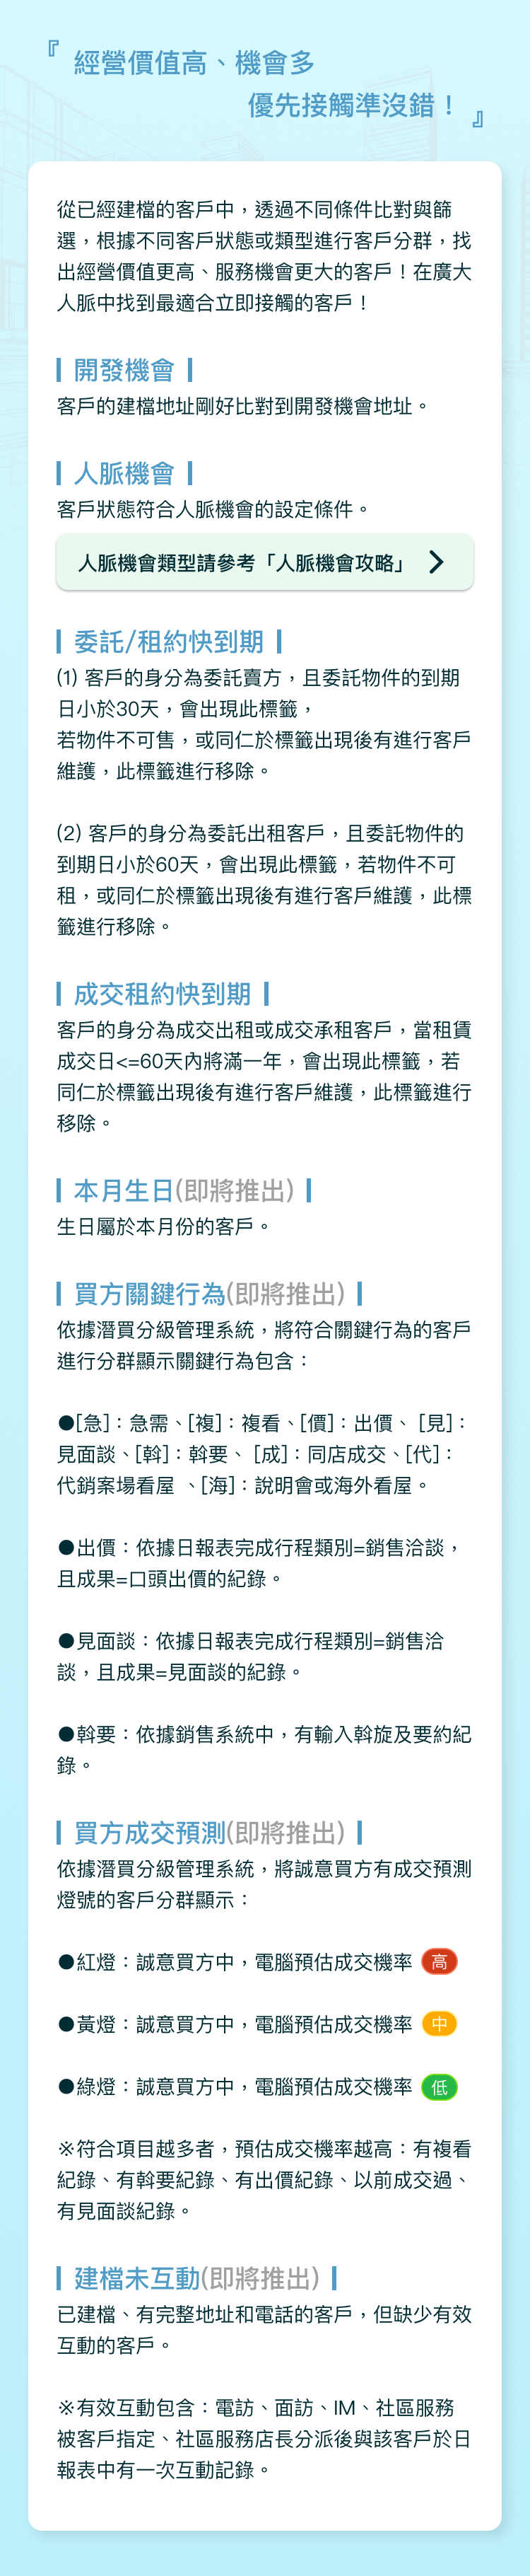 『 經營價值高、機會多
優先接觸準沒錯！ 』
從已經建檔的客戶中，透過不同條件比對與篩
選，根據不同客戶狀態或類型進行客戶分群，找
出經營價值更高、服務機會更大的客戶！在廣大
人脈中找到最適合立即接觸的客戶！
開發機會
客戶的建檔地址剛好比對到開發機會地址。
人脈機會
客戶狀態符合人脈機會的設定條件。
人脈機會類型請參考「人脈機會攻略」
委託/租約快到期
(1) 客戶的身分為委託賣方，且委託物件的到期
日小於30天，會出現此標籤，
若物件不可售，或同仁於標籤出現後有進行客戶
維護，此標籤進行移除。
(2) 客戶的身分為委託出租客戶，且委託物件的
到期日小於60天，會出現此標籤，若物件不可
租，或同仁於標籤出現後有進行客戶維護，此標
籤進行移除。
成交租約快到期
客戶的身分為成交出租或成交承租客戶，當租賃
成交日<=60天內將滿一年，會出現此標籤，若
同仁於標籤出現後有進行客戶維護，此標籤進行
移除。
本月生日(即將推出)
生日屬於本月份的客戶。
買方關鍵行為(即將推出)
依據潛買分級管理系統，將符合關鍵行為的客戶
進行分群顯示關鍵行為包含：
●[急]：急需、[複]：複看、[價]：出價、 [見]：
見面談、[斡]：斡要、 [成]：同店成交、[代]：
代銷案場看屋 、[海]：說明會或海外看屋。
●出價：依據日報表完成行程類別=銷售洽談，
且成果=口頭出價的紀錄。
●見面談：依據日報表完成行程類別=銷售洽
談，且成果=見面談的紀錄。
●斡要：依據銷售系統中，有輸入斡旋及要約紀
錄。
買方成交預測(即將推出)
依據潛買分級管理系統，將誠意買方有成交預測
燈號的客戶分群顯示：
●紅燈：誠意買方中，電腦預估成交機率 高
●黃燈：誠意買方中，電腦預估成交機率 中
●綠燈：誠意買方中，電腦預估成交機率 低
※符合項目越多者，預估成交機率越高：有複看
紀錄、有斡要紀錄、有出價紀錄、以前成交過、
有見面談紀錄。
建檔未互動(即將推出)
已建檔、有完整地址和電話的客戶，但缺少有效
互動的客戶。
※有效互動包含：電訪、面訪、IM、社區服務
被客戶指定、社區服務店長分派後與該客戶於日
報表中有一次互動記錄。